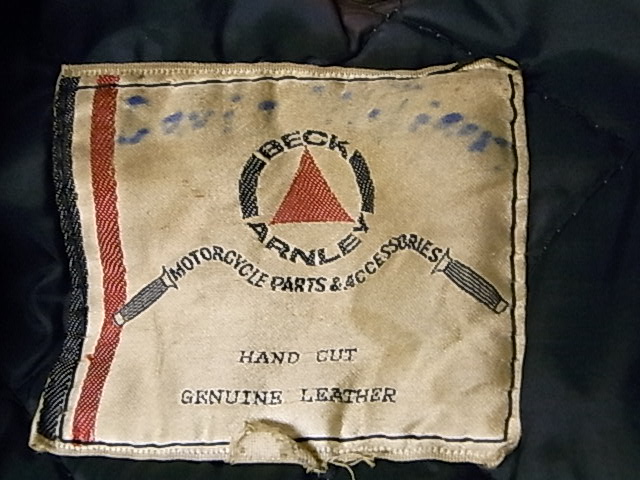 BECK
ARNLEY
MOTORCYCLE PARTS & ACCESSORIES
HAND CUT
GENUINE LEATHER